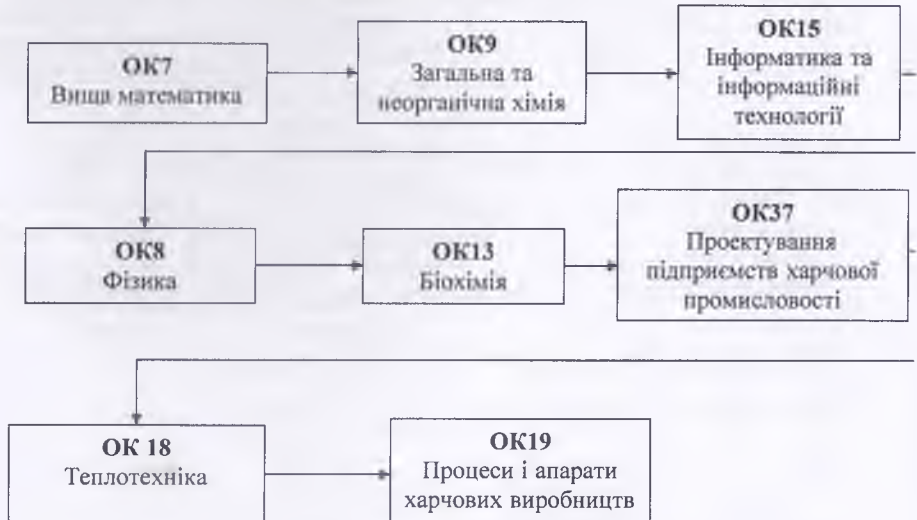 ОК7
Вища математика
ОК9
Загальна та
неорганічна хімія
ОК15
Інформатика та
інформаційні
технології
ОК8
Фізика
ОК13
Біохімія
ОК37
Проектування
підприємств харчової
промисловості
ОК 18
Теплотехніка
ОК19
Процеси і апарати
харчових виробництв